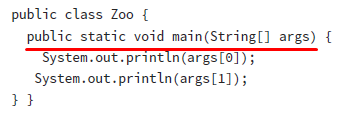 public class Zoo {
public static void main(String[] args) {
System.out.println(args[0]);
System.out.println(args[1]);
} }